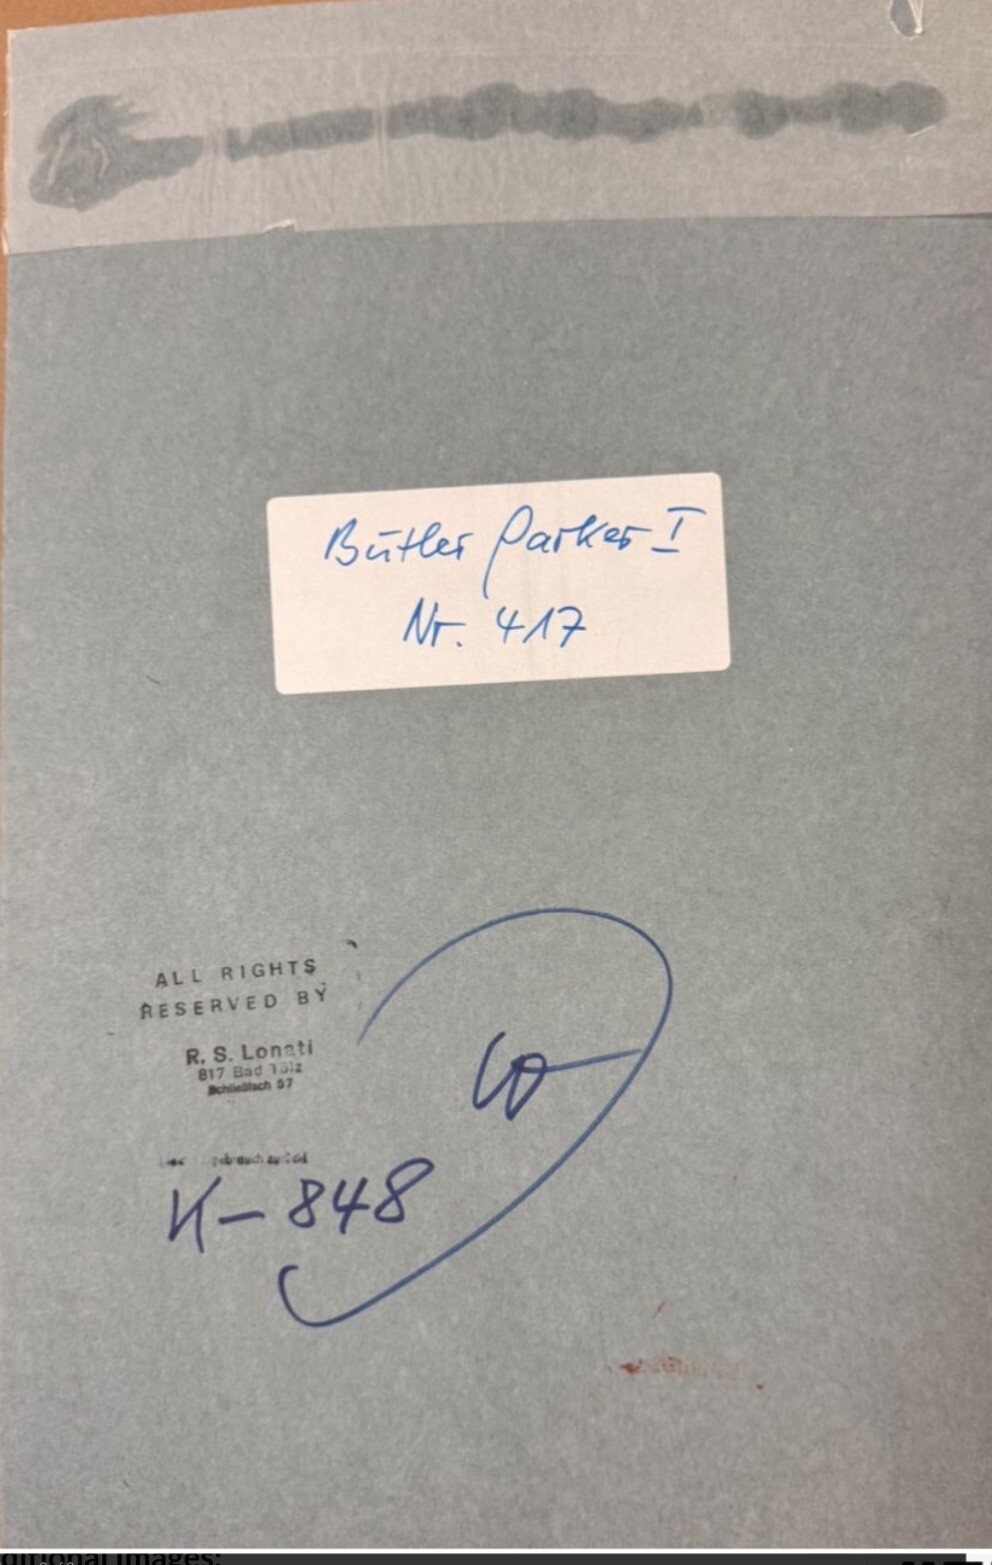 Butler Parker I
Nr. 417
ALL RIGHTS
RESERVED BY
R. S. Lonati
817 Bad Tölz
Schließfach 57
K-848